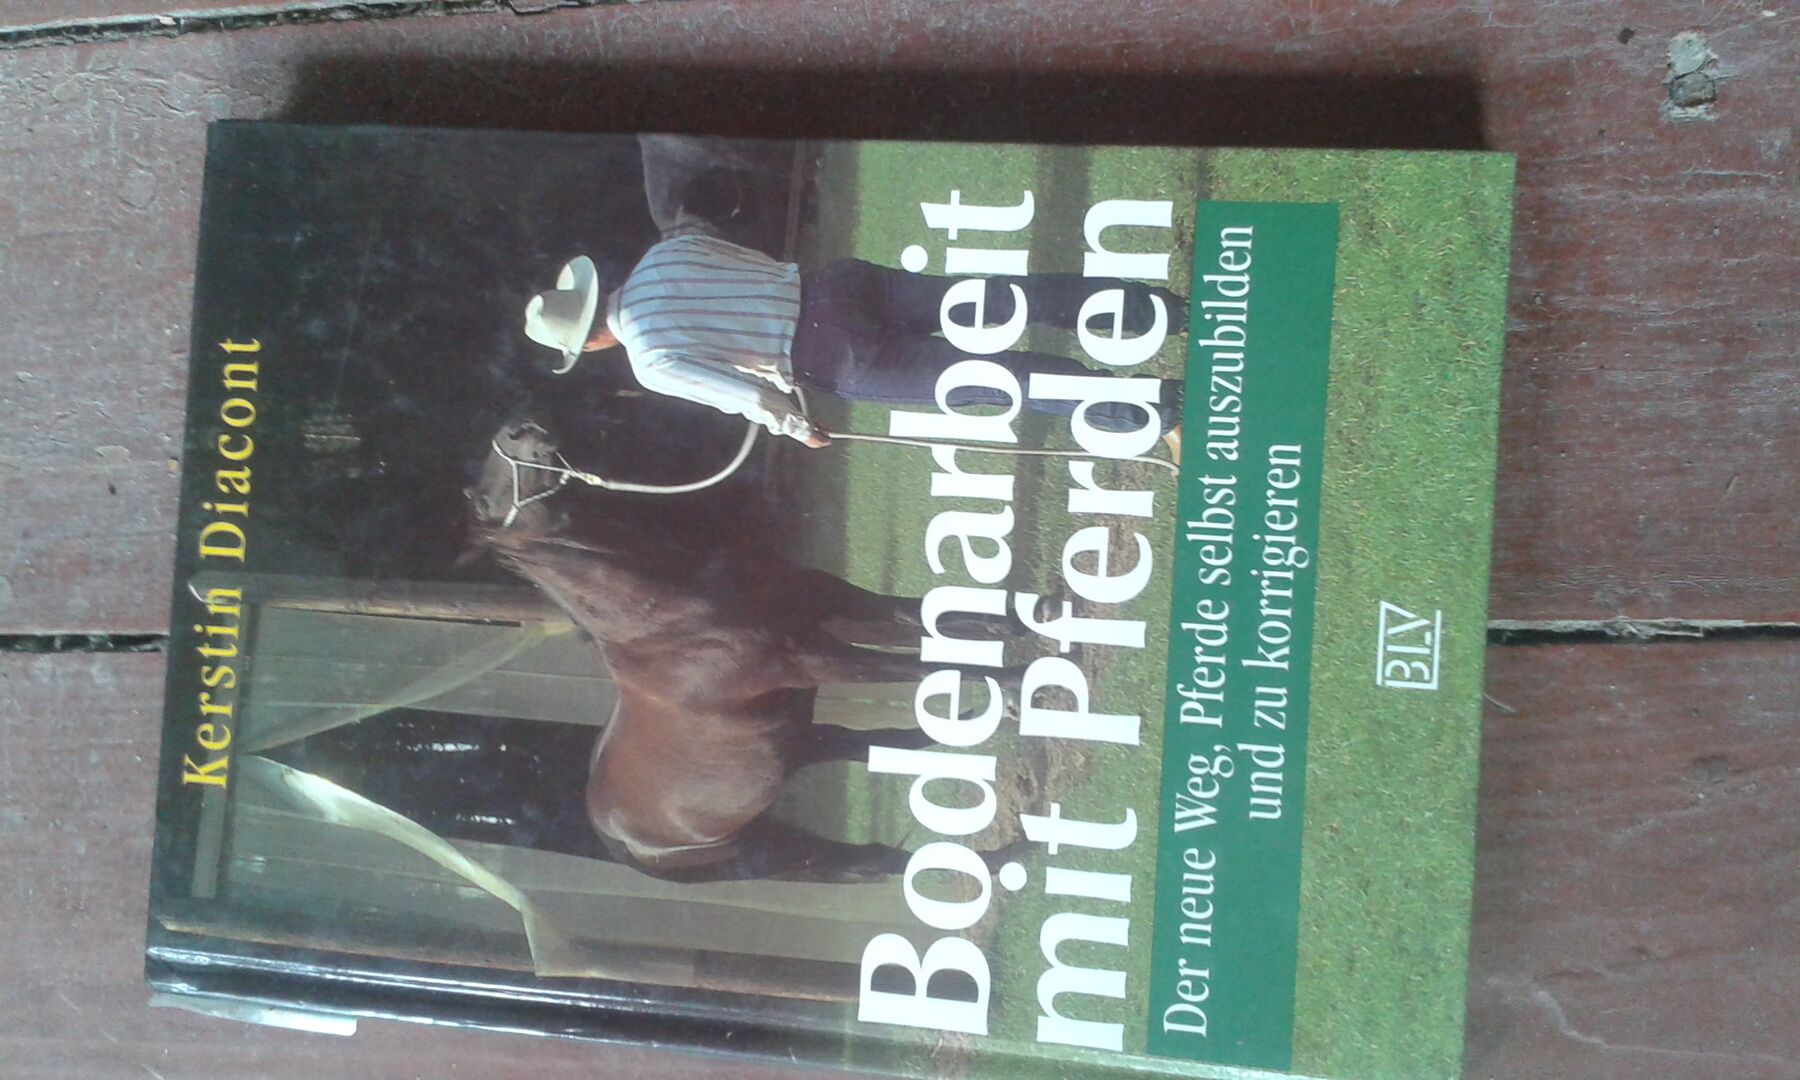 Kerstin Diacont
Bodenarbeit
mit Pferden
Der neue Weg, Pferde selbst auszubilden
und zu korrigieren
BLV